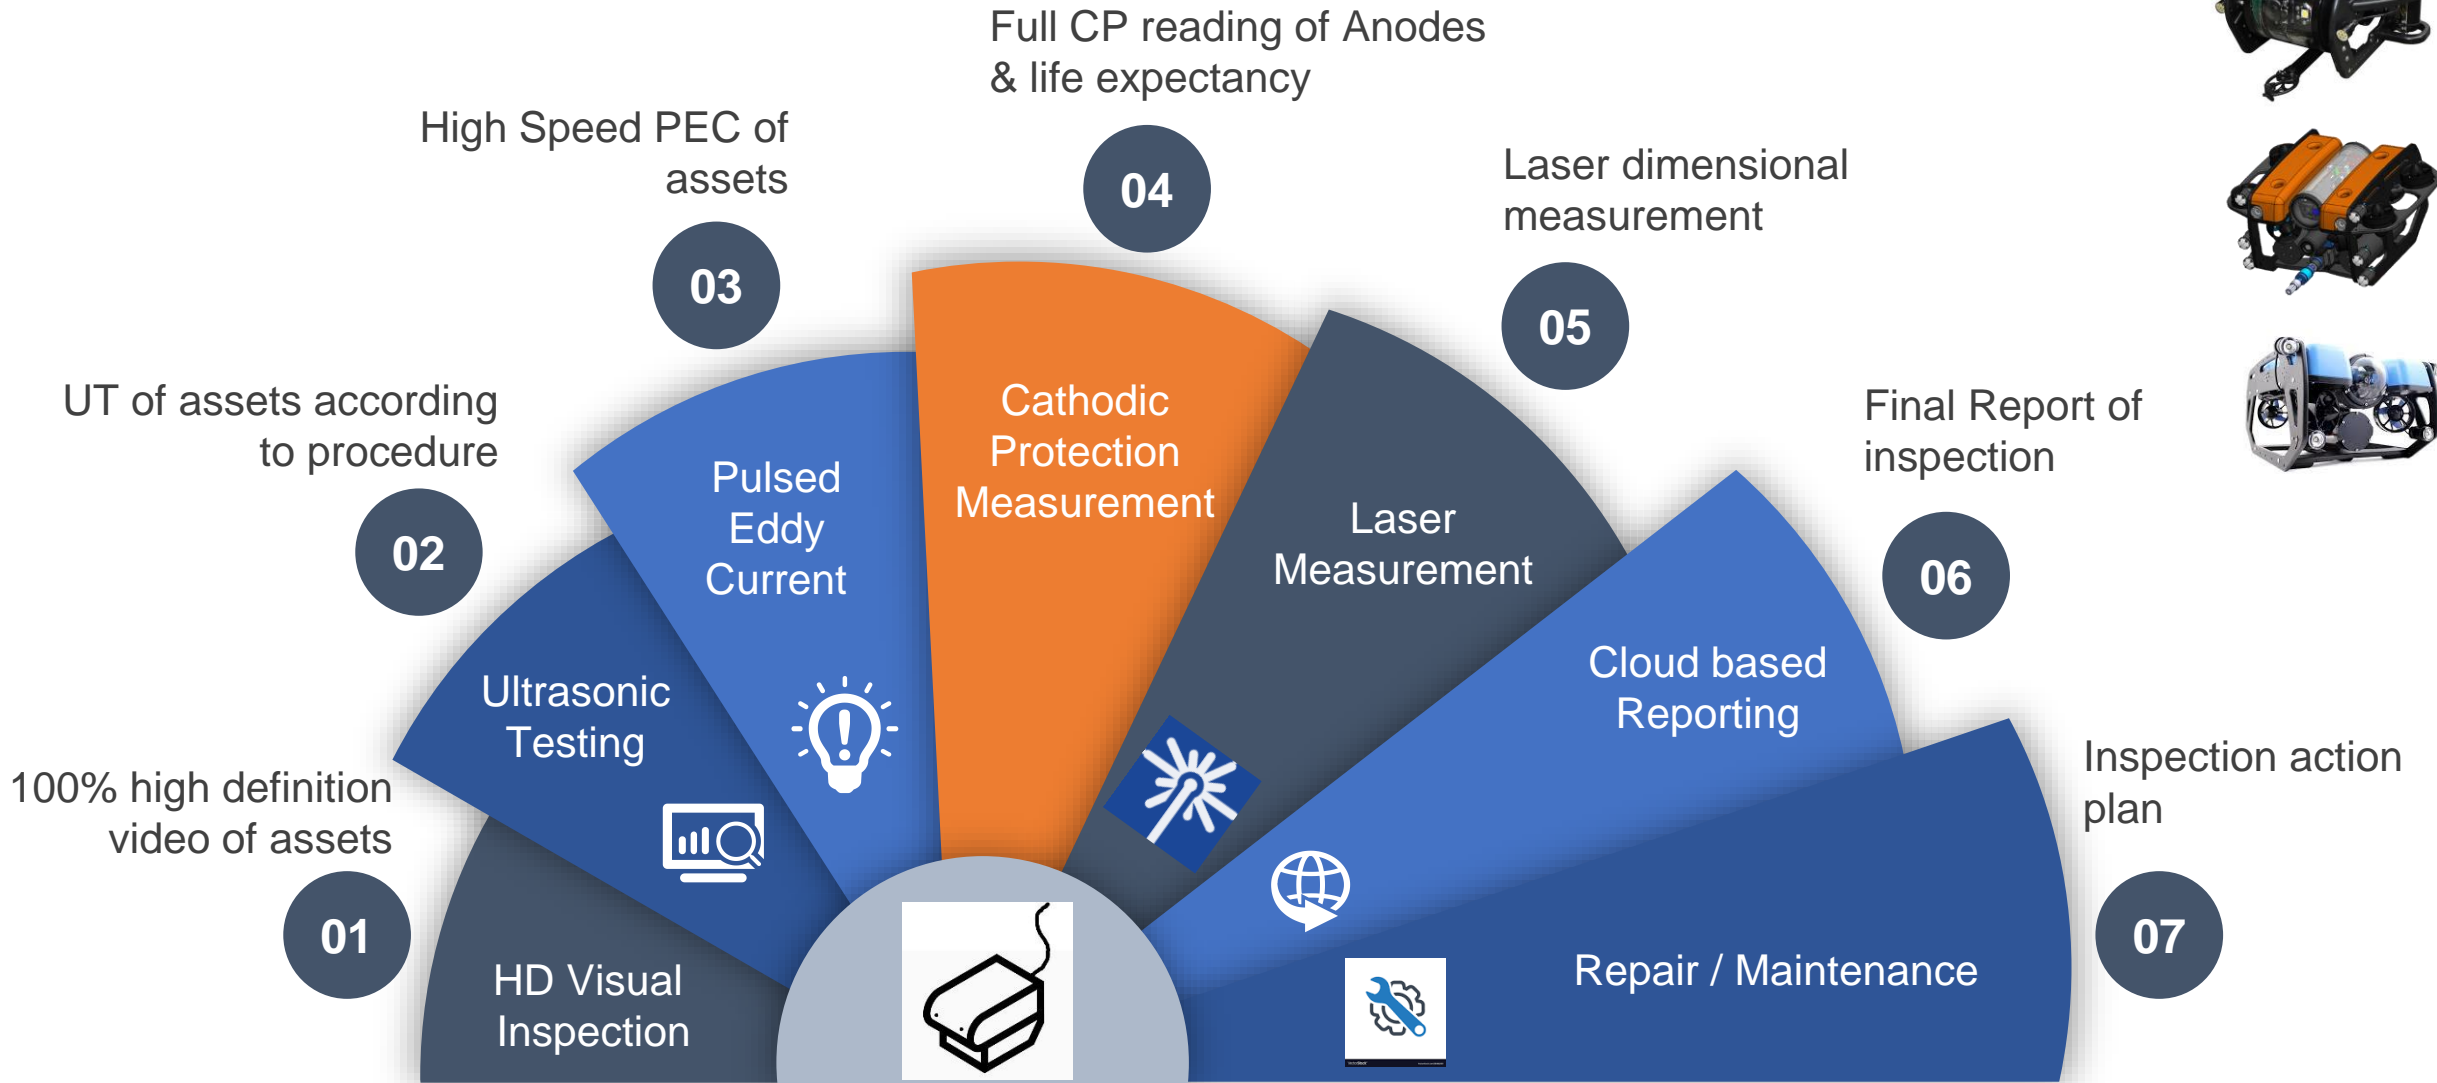 Full CP reading of Anodes
& life expectancy
04
High Speed PEC of
assets
03
Laser dimensional
measurement
05
UT of assets according
to procedure
02
Final Report of
inspection
06
100% high definition
video of assets
01
Inspection action
plan
07
HD Visual
Inspection
Ultrasonic
Testing
Pulsed
Eddy
Current
Cathodic
Protection
Measurement
Laser
Measurement
Cloud based
Reporting
Repair / Maintenance